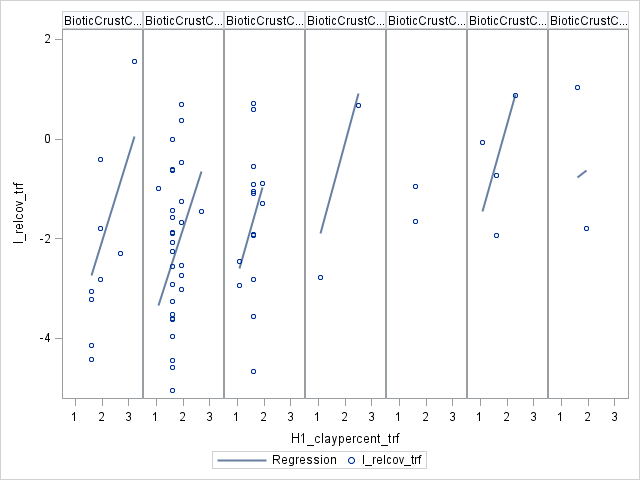 BioticCrustC... BioticCrustC... BioticCrustC... BioticCrustC... BioticCrustC... BioticCrustC... BioticCrustC...
2
0
-2
-4
l_relcov_trf
1 2 3 1 2 3 1 2 3 1 2 3 1 2 3 1 2 3 1 2 3
H1_claypercent_trf
Regression l_relcov_trf